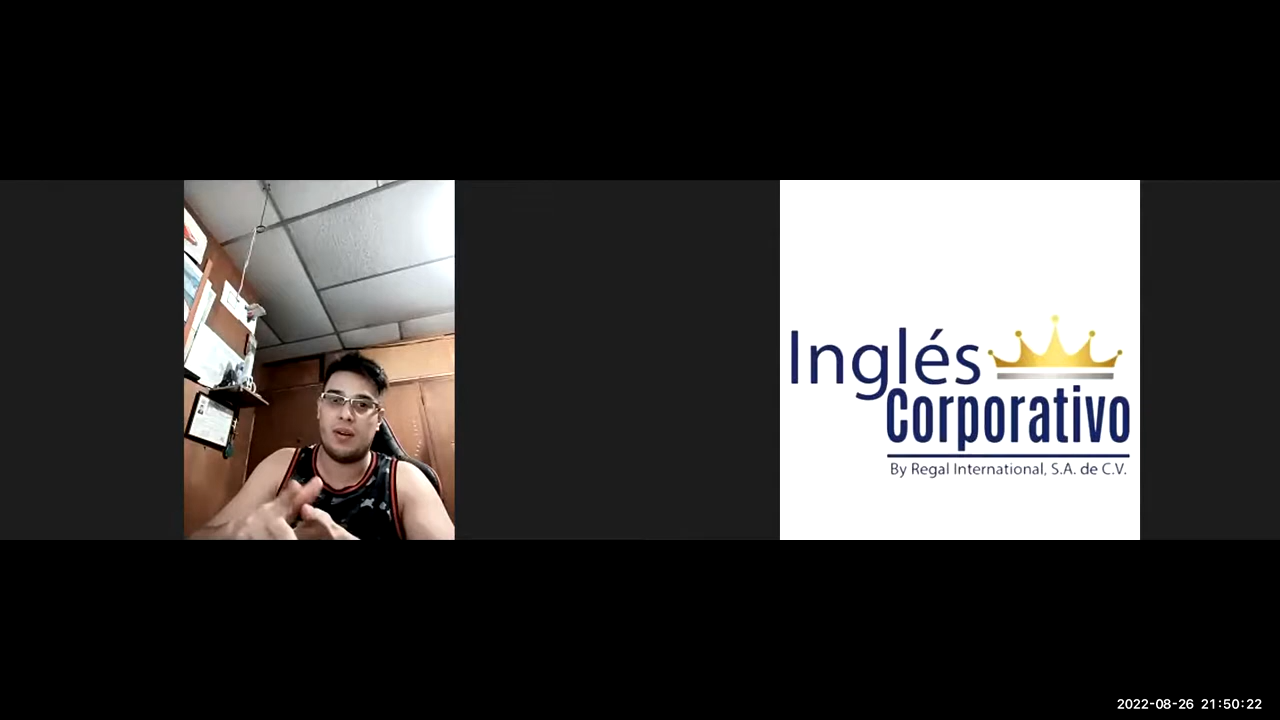 Inglés
Corporativo
By Regal International, S.A. de C.V.
2022-08-26 21:50:22